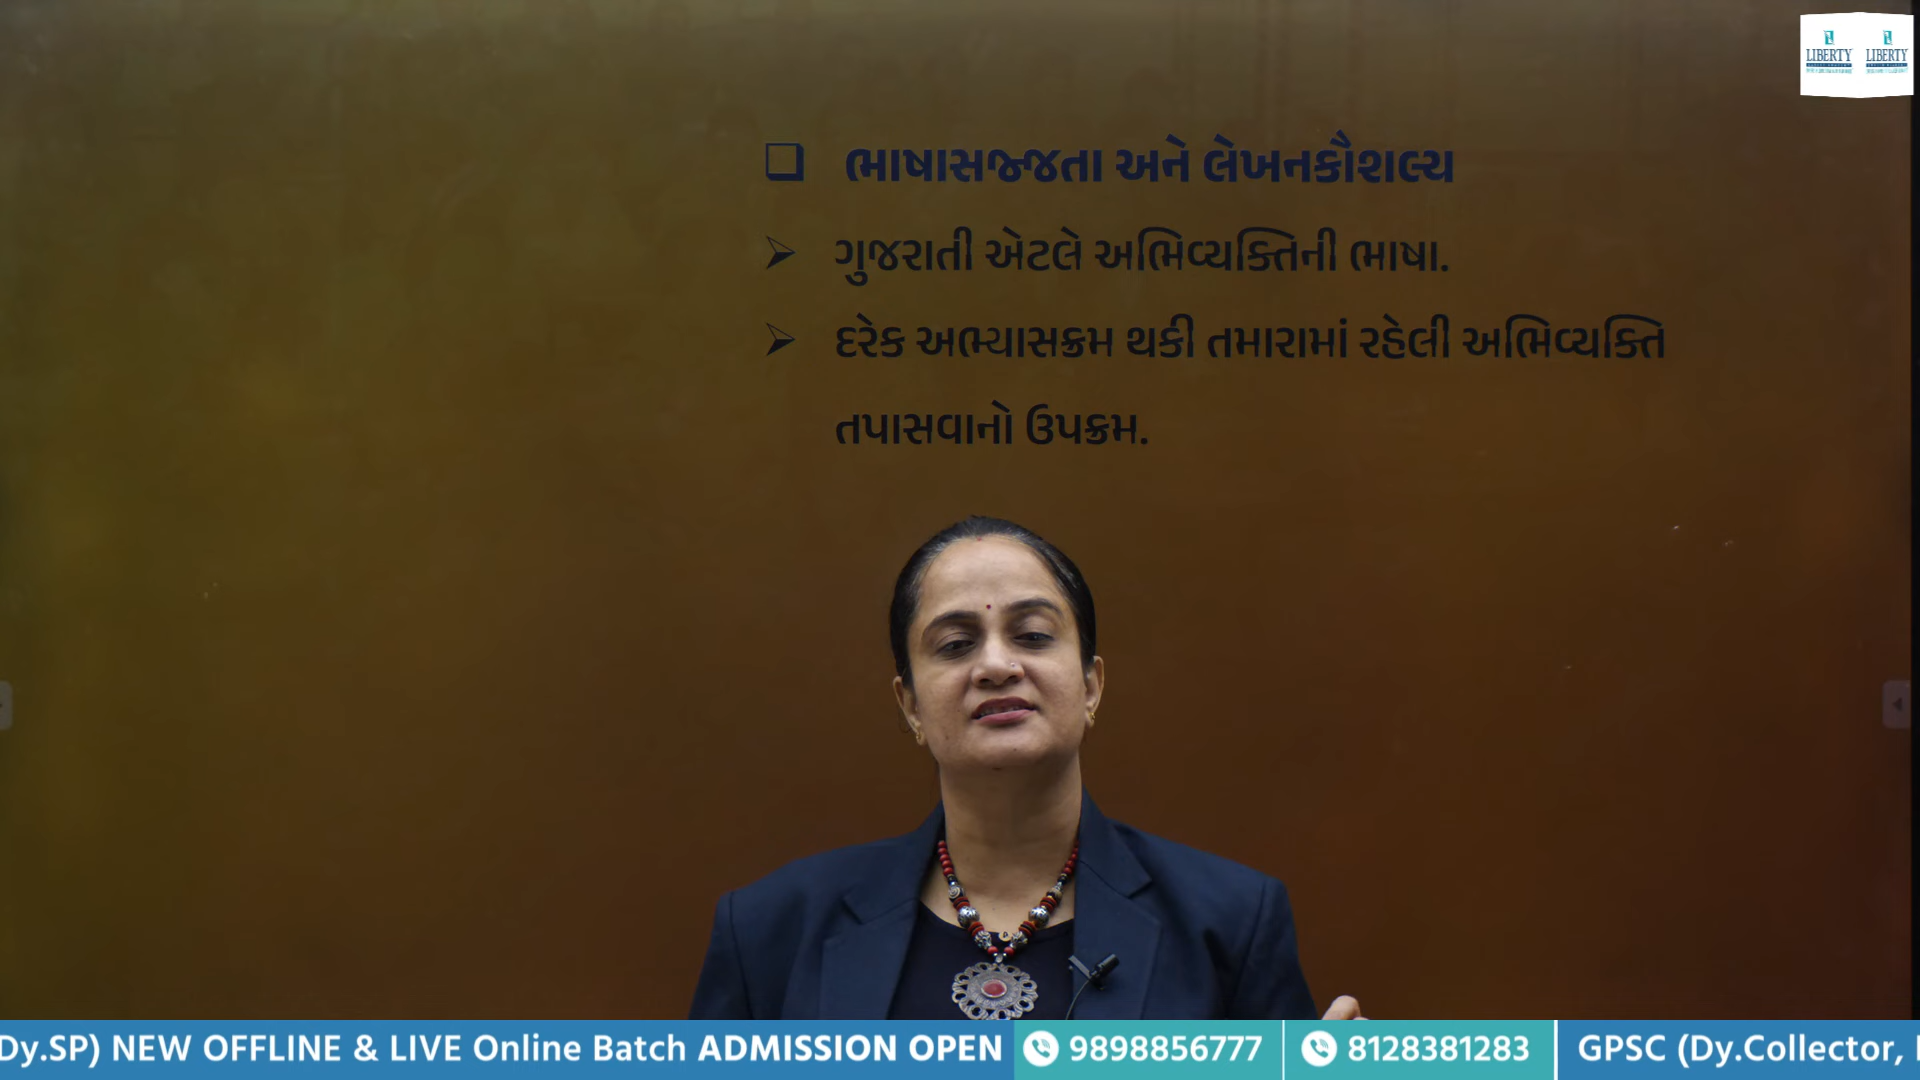 LIBERTY LIBERTY
ભાષાસજ્જતા અને લેખનકૌશલ્ય
ગુજરાતી એટલે અભિવ્યક્તિની ભાષા.
દરેક અભ્યાસક્રમ થકી તમારામાં રહેલી અભિવ્યક્તિ
તપાસવાનો ઉપક્રમ.
Dy.SP) NEW OFFLINE & LIVE Online Batch ADMISSION OPEN 9898856777 8128381283 GPSC (Dy.Collector,